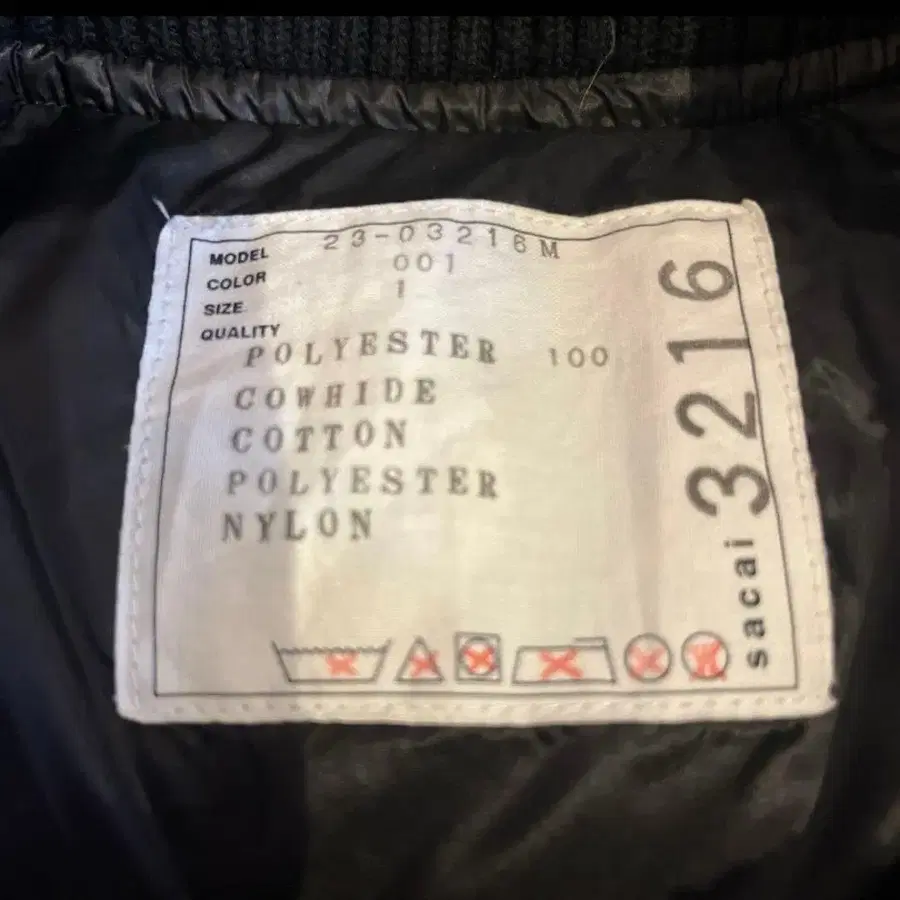 MODEL 23-03216M
COLOR 001
SIZE 1
QUALITY
POLYESTER 100
COWHIDE
COTTON
POLYESTER
NYLON
sacai 3216